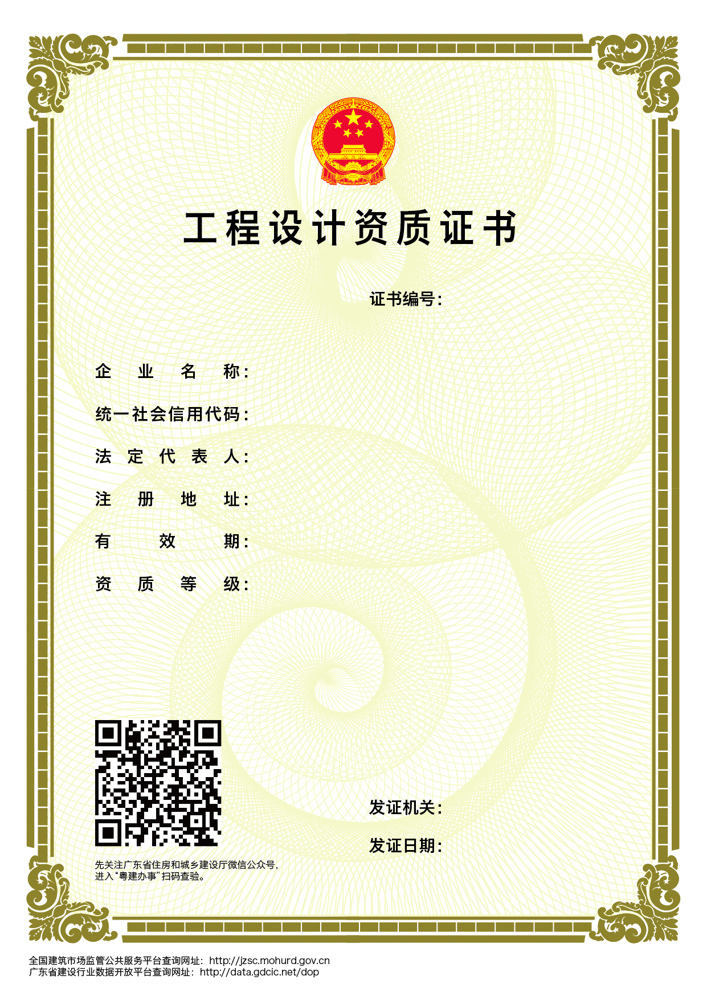 工程设计资质证书
证书编号：
企业名称：
统一社会信用代码：
法定代表人：
注册地址：
有效期：
资质等级：
发证机关：
发证日期：
先关注广东省住房和城乡建设厅微信公众号，
进入“粤建办事”扫码查验。
全国建筑市场监管公共服务平台查询网址：http://jzsc.mohurd.gov.cn
广东省建设行业数据开放平台查询网址：http://data.gdcic.net/dop